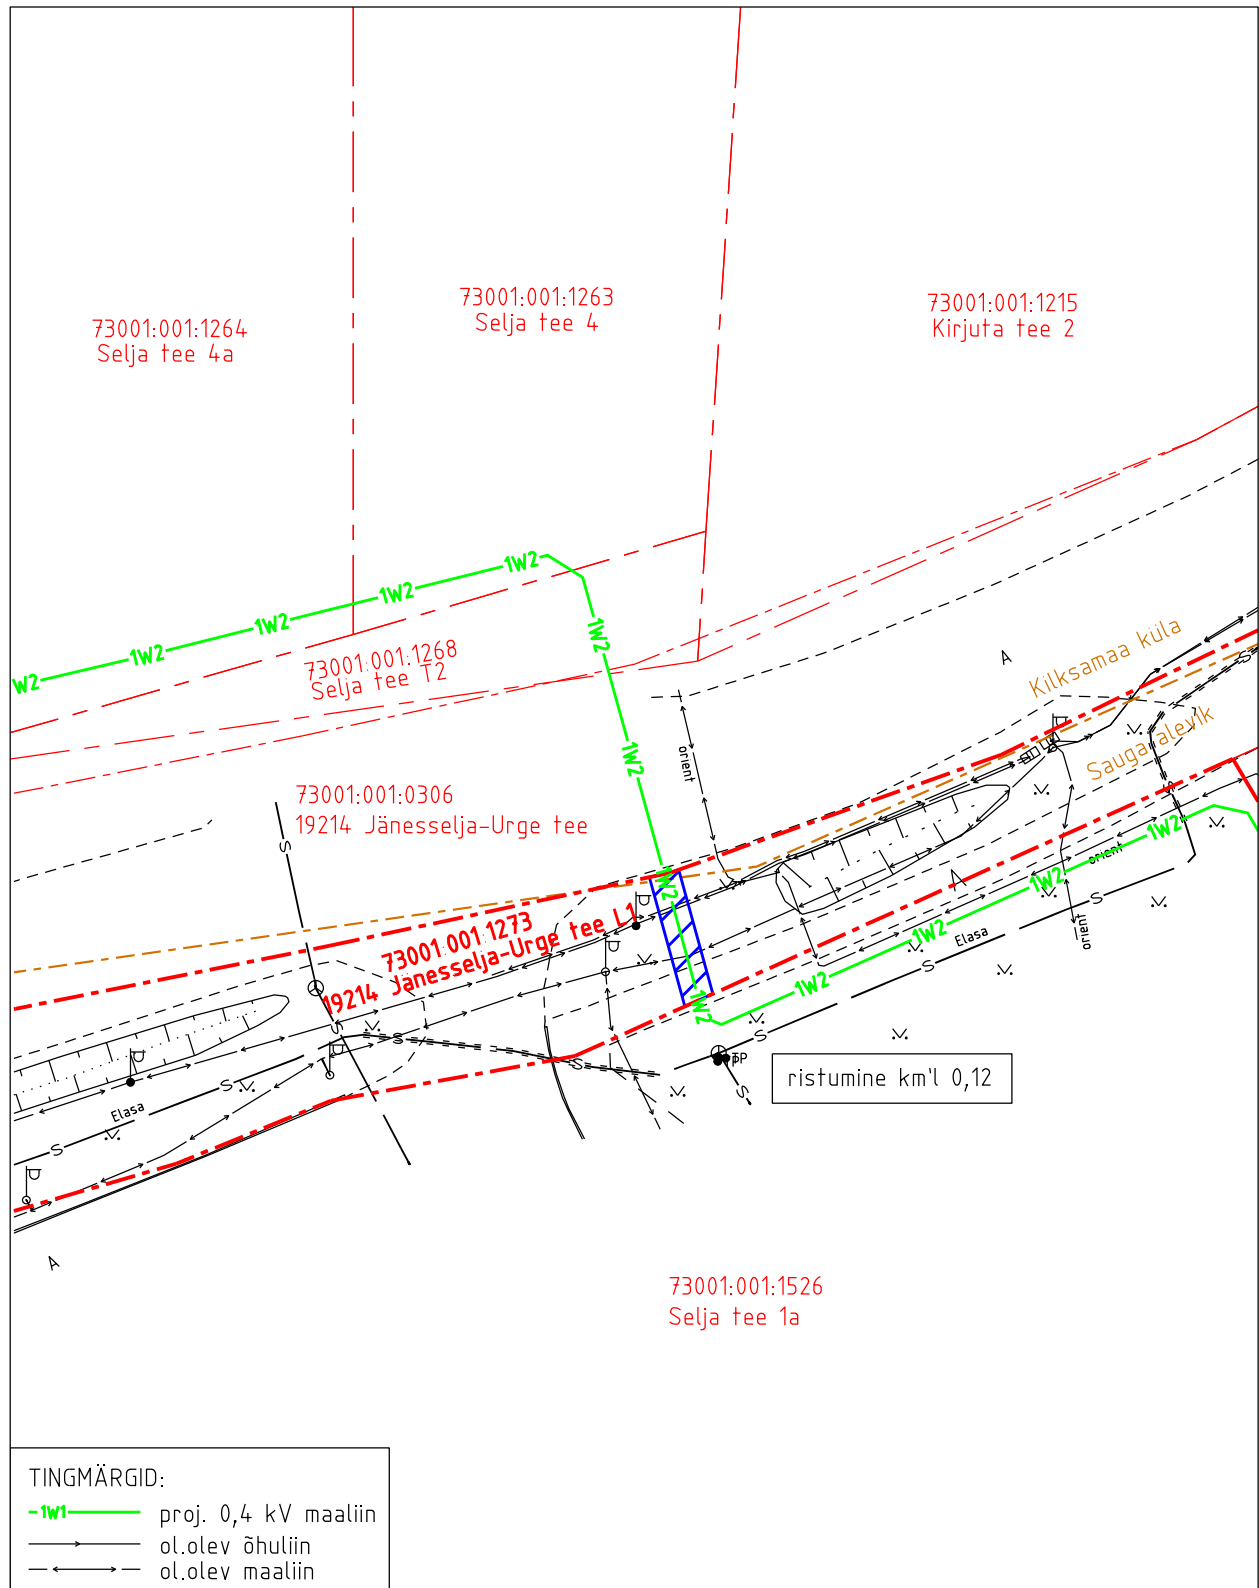 73001:001:1264
Selja tee 4a
73001:001:1263
Selja tee 4
73001:001:1215
Kirjuta tee 2
1W2
1W2
1W2
1W2
W2
1W2
1W2
1W2
1W2
73001:001:1268
Selja tee T2
A
Kilksamaa küla
Sauga alevik
orient
73001:001:0306
19214 Jänesselja-Urge tee
S
S
S
73001:001:1273
19214 Jänesselja-Urge tee L1
1W2
1W2
1W2
1W2
orient
orient
A
Elasa
S
S
S
S
S
S
S
S
S
S
Elasa
TP
ristumine km'l 0,12
A
73001:001:1526
Selja tee 1a
TINGMÄRGID:
1W1
proj. 0,4 kV maaliin
ol.olev õhuliin
ol.olev maaliin